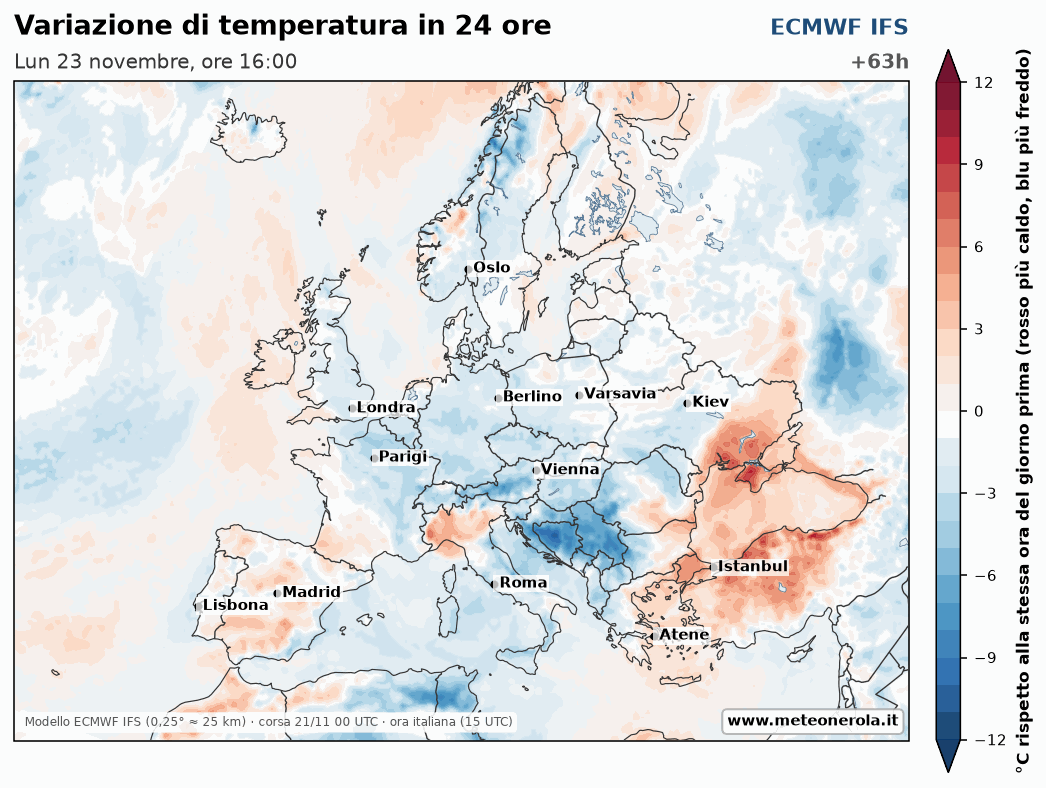 Variazione di temperatura in 24 ore
ECMWF IFS
Lun 23 novembre, ore 16:00
+63h
Oslo
Londra
Berlino
Varsavia
Kiev
Parigi
Vienna
Istanbul
Roma
Madrid
Lisbona
Atene
Modello ECMWF IFS (0,25° ≈ 25 km) · corsa 21/11 00 UTC · ora italiana (15 UTC)
www.meteonerola.it
12
9
6
3
0
−3
−6
−9
−12
°C rispetto alla stessa ora del giorno prima (rosso più caldo, blu più freddo)